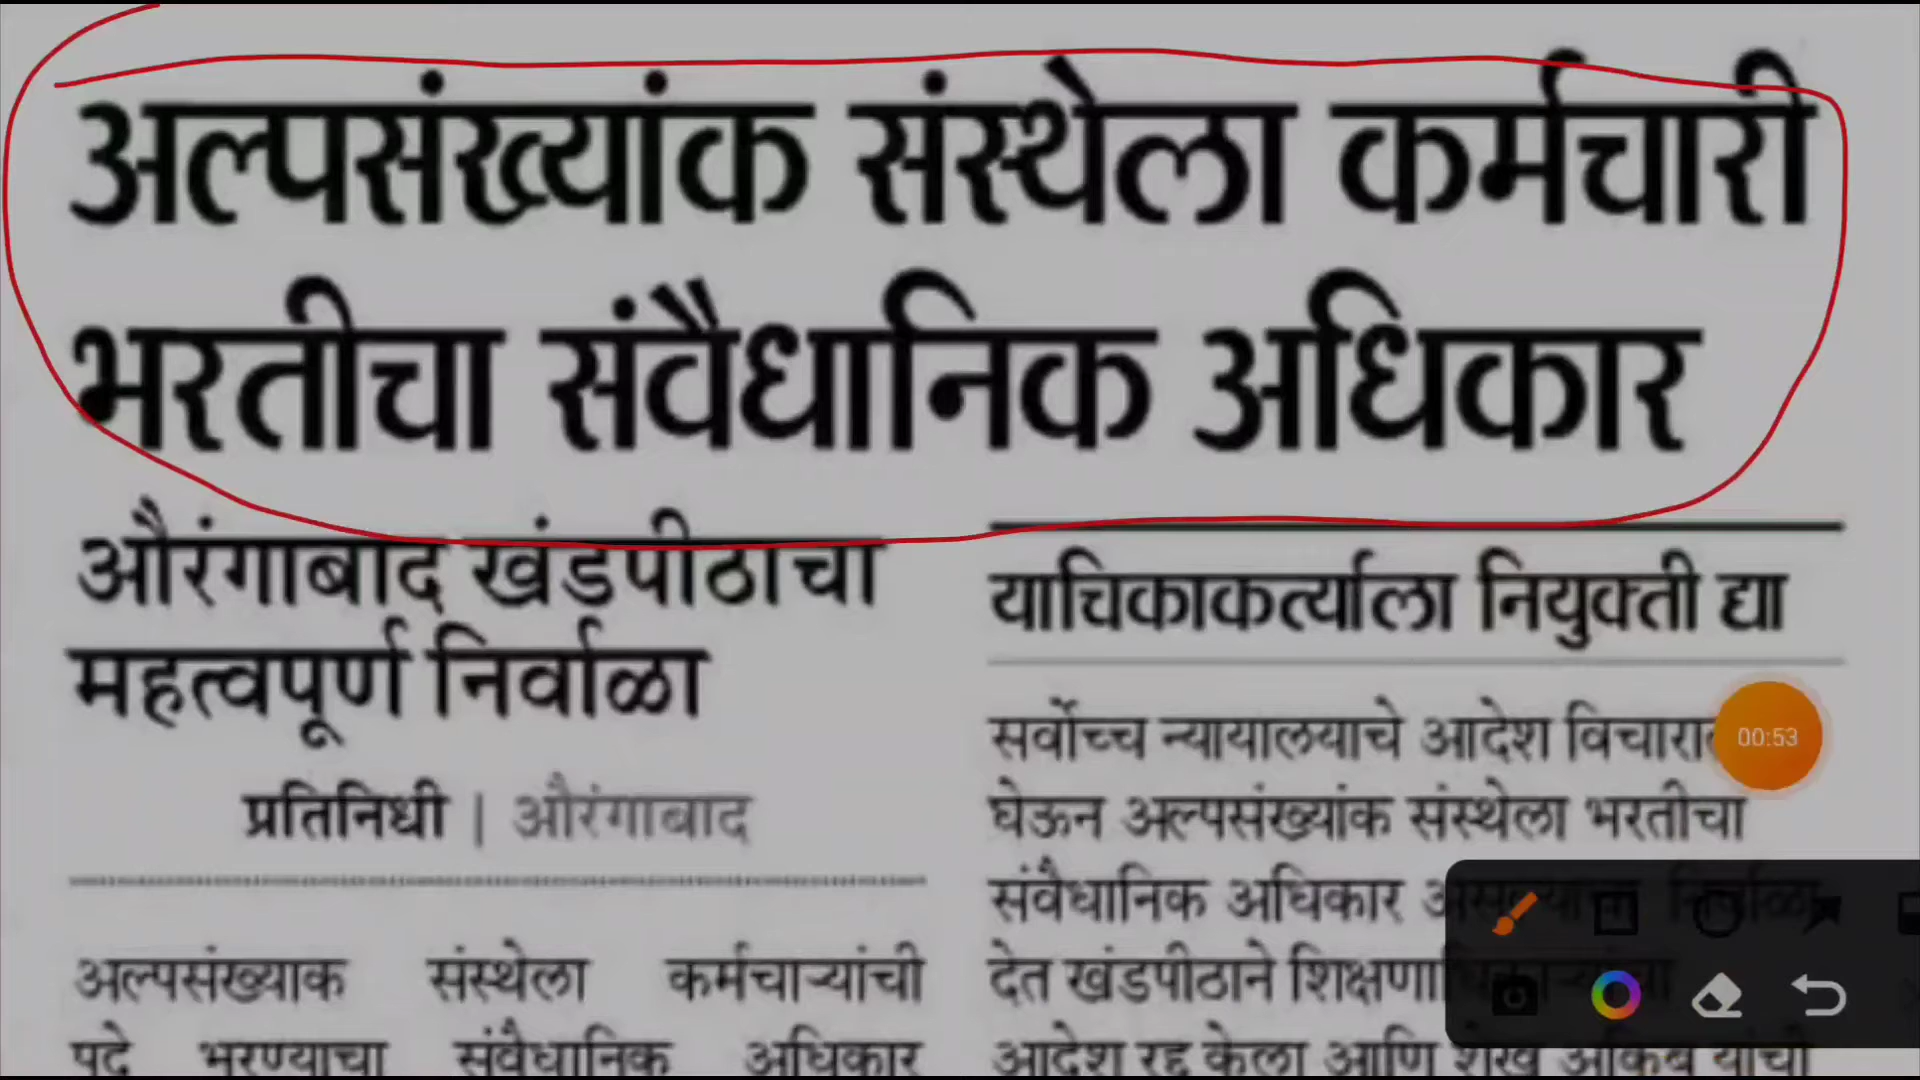 अल्पसंख्यांक संस्थेला कर्मचारी
भरतीचा संवैधानिक अधिकार
औरंगाबाद खंडपीठाचा
महत्वपूर्ण निर्वाळा
प्रतिनिधी | औरंगाबाद
अल्पसंख्याक संस्थेला कर्मचाऱ्यांची
पदे भरण्याचा संवैधानिक अधिकार
याचिकाकर्त्याला नियुक्ती द्या
सर्वोच्च न्यायालयाचे आदेश
घेऊन अल्पसंख्यांक संस्थेला भरतीचा
संवैधानिक अधिकार असल्याचा निर्वाळा
देत खंडपीठाने
आदेश रद्द केला आणि शेख यांची
00:53